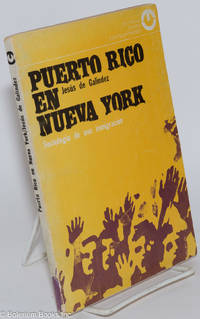 PUERTO RICO
EN Jesús de Galíndez
NUEVA YORK
Sociología de una inmigración
Puerto Rico en Nueva York/Jesús de Galíndez
© Bolerium Books Inc.